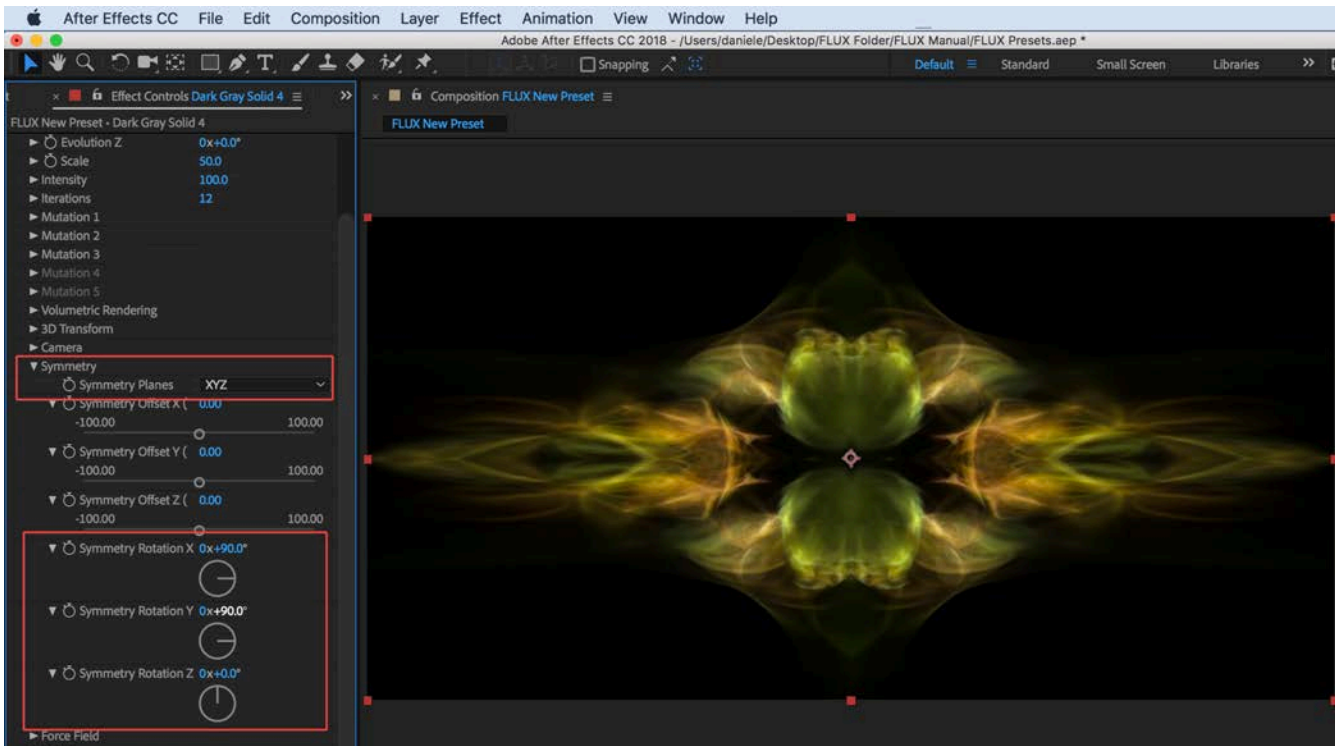 After Effects CC File Edit Composition Layer Effect Animation View Window Help
Adobe After Effects CC 2018 - /Users/daniele/Desktop/FLUX Folder/FLUX Manual/FLUX Presets.aep *
Snapping Default Standard Small Screen Libraries
Effect Controls Dark Gray Solid 4
Composition FLUX New Preset
FLUX New Preset • Dark Gray Solid 4
FLUX New Preset
Evolution Z 0x+0.0°
Scale 50.0
Intensity 100.0
Iterations 12
Mutation 1
Mutation 2
Mutation 3
Mutation 4
Mutation 5
Volumetric Rendering
3D Transform
Camera
Symmetry
Symmetry Planes XYZ
Symmetry Offset X ( 0.00
-100.00 100.00
Symmetry Offset Y ( 0.00
-100.00 100.00
Symmetry Offset Z ( 0.00
-100.00 100.00
Symmetry Rotation X 0x+90.0°
Symmetry Rotation Y 0x+90.0°
Symmetry Rotation Z 0x+0.0°
Force Field